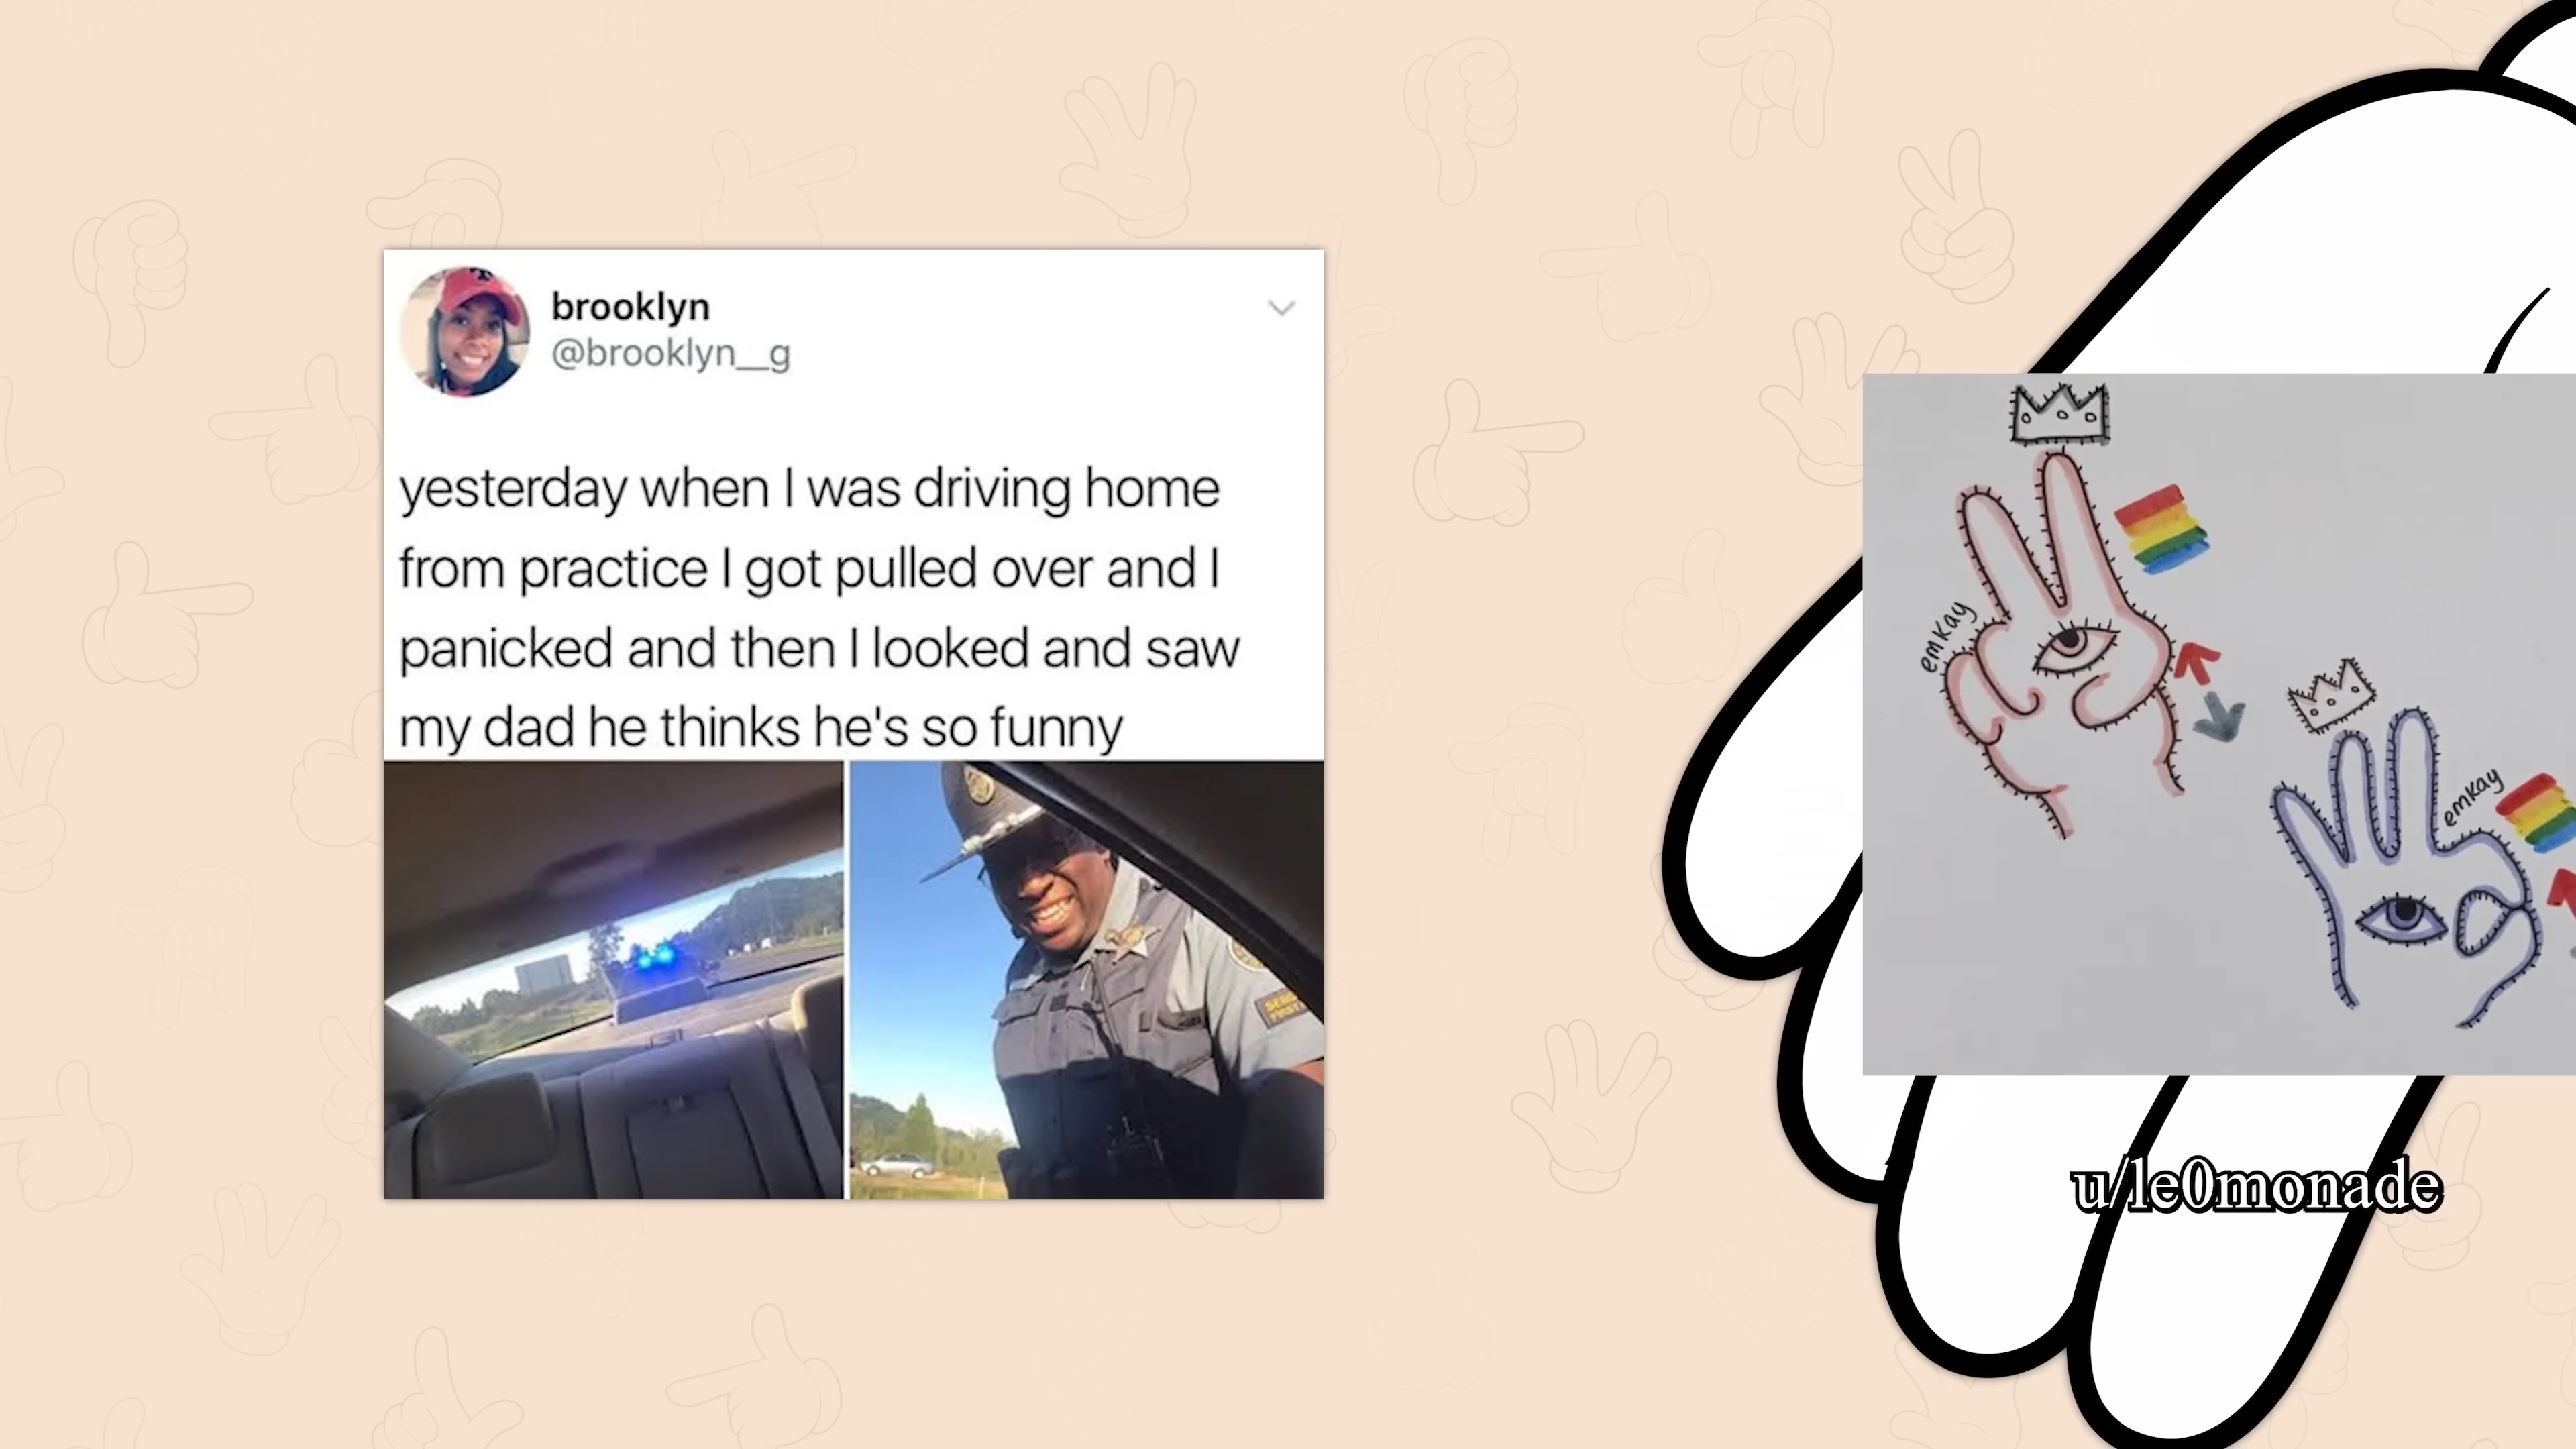 brooklyn
@brooklyn__g
yesterday when I was driving home
from practice I got pulled over and I
panicked and then I looked and saw
my dad he thinks he's so funny
emkay
emkay
u/le0monade